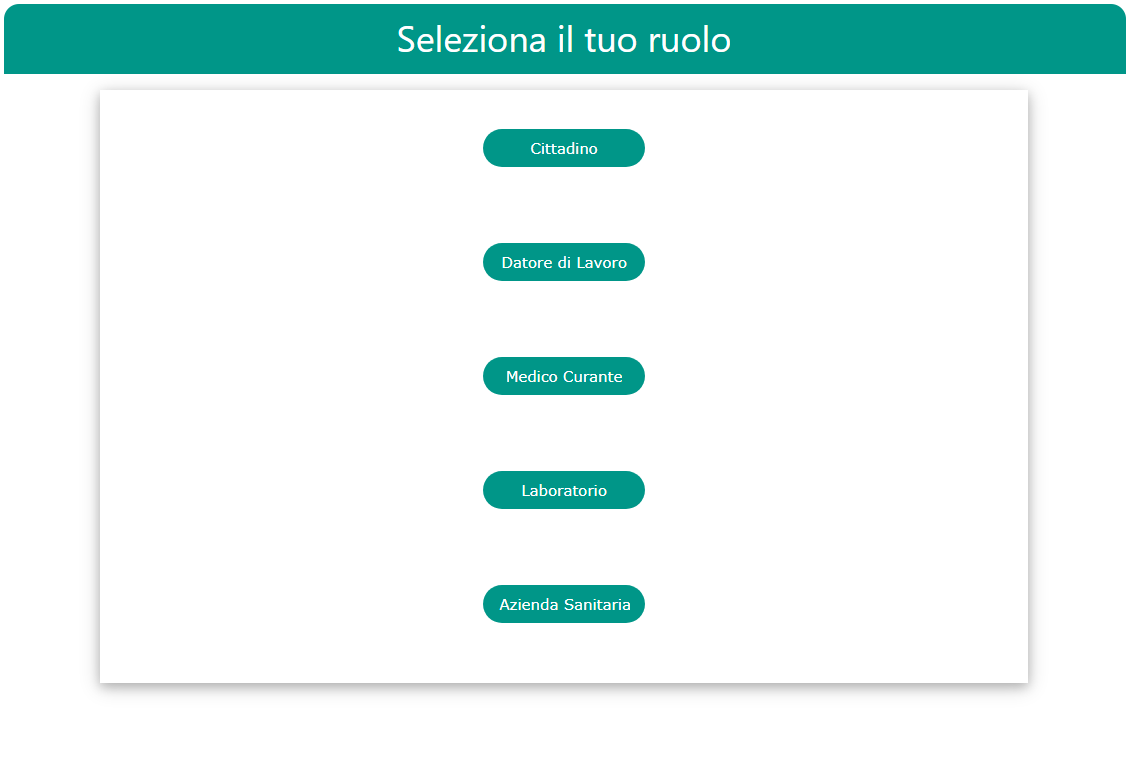 Seleziona il tuo ruolo
Cittadino
Datore di Lavoro
Medico Curante
Laboratorio
Azienda Sanitaria